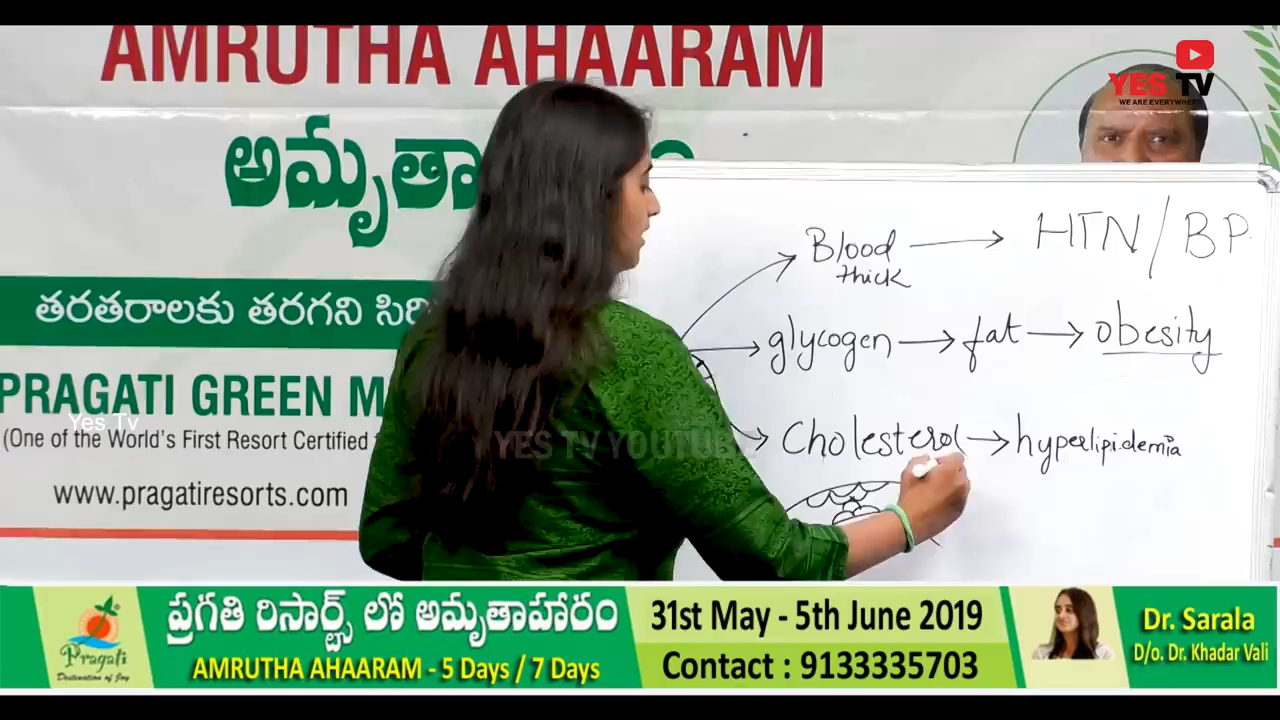 AMRUTHA AHAARAM
YES TV
WE ARE EVERYWHERE
అమృతా
తరతరాలకు తరగని సిరి
PRAGATI GREEN M
Yes Tv
(One of the World's First Resort Certified
www.pragatiresorts.com
Blood thick → HTN / BP.
glycogen → fat → obesity
Cholesterol → hyperlipidemia
YES TV YOUTUBE
Pragati
Destination of Joy
ప్రగతి రిసార్ట్స్ లో అమృతాహారం
AMRUTHA AHAARAM - 5 Days / 7 Days
31st May - 5th June 2019
Contact : 9133335703
Dr. Sarala
D/o. Dr. Khadar Vali